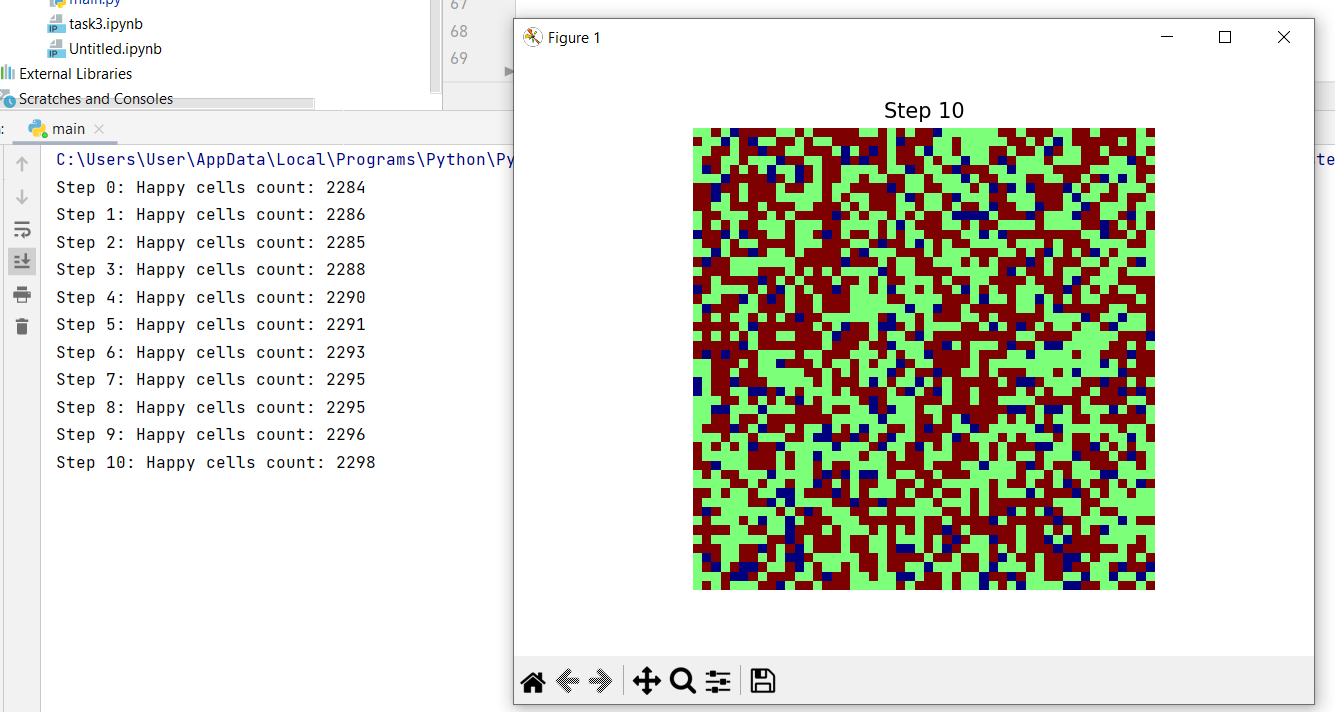 main.py
task3.ipynb
Untitled.ipynb
External Libraries
Scratches and Consoles
67
68
69
main
C:\Users\User\AppData\Local\Programs\Python\Py
te
Step 0: Happy cells count: 2284
Step 1: Happy cells count: 2286
Step 2: Happy cells count: 2285
Step 3: Happy cells count: 2288
Step 4: Happy cells count: 2290
Step 5: Happy cells count: 2291
Step 6: Happy cells count: 2293
Step 7: Happy cells count: 2295
Step 8: Happy cells count: 2295
Step 9: Happy cells count: 2296
Step 10: Happy cells count: 2298
Figure 1
Step 10